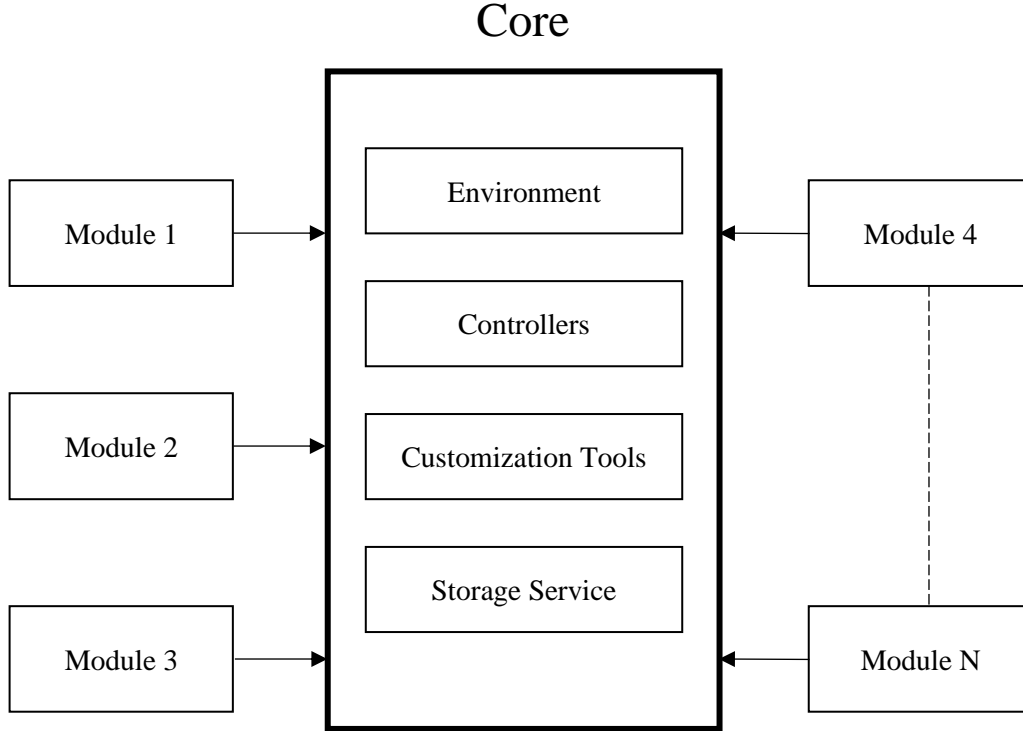 Core
Environment
Module 1
Module 4
Controllers
Module 2
Customization Tools
Storage Service
Module 3
Module N